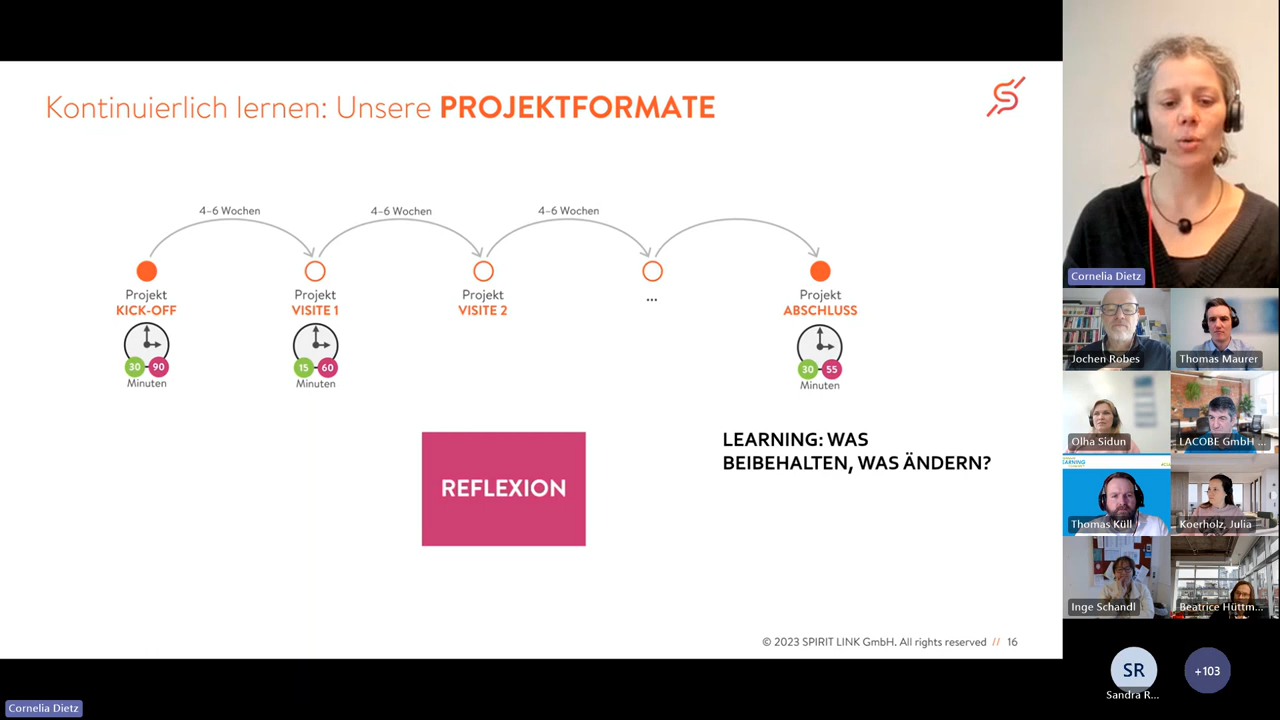 Kontinuierlich lernen: Unsere PROJEKTFORMATE
4–6 Wochen
4–6 Wochen
4–6 Wochen
Projekt
KICK-OFF
30 90
Minuten
Projekt
VISITE 1
15 60
Minuten
Projekt
VISITE 2
...
Projekt
ABSCHLUSS
30 55
Minuten
REFLEXION
LEARNING: WAS
BEIBEHALTEN, WAS ÄNDERN?
© 2023 SPIRIT LINK GmbH. All rights reserved // 16
Cornelia Dietz
Cornelia Dietz
Jochen Robes
Thomas Maurer
Olha Sidun
LACOBE GmbH ...
Thomas Küll
Koerholz, Julia
Inge Schandl
Beatrice Hüttm...
SR
Sandra R...
+103